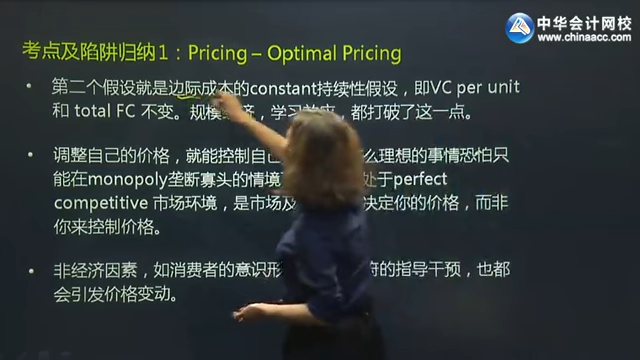 中华会计网校
www.chinaacc.com
考点及陷阱归纳1：Pricing – Optimal Pricing
• 第二个假设就是边际成本的constant持续性假设，即VC per unit
和 total FC 不变。规模 济，学习 ，都打破了这一点。
• 调整自己的价格，就能控制自己 么理想的事情恐怕只
能在monopoly垄断寡头的情境 处于perfect
competitive 市场环境，是市场及 决定你的价格，而非
你来控制价格。
• 非经济因素，如消费者的意识形 的指导干预，也都
会引发价格变动。